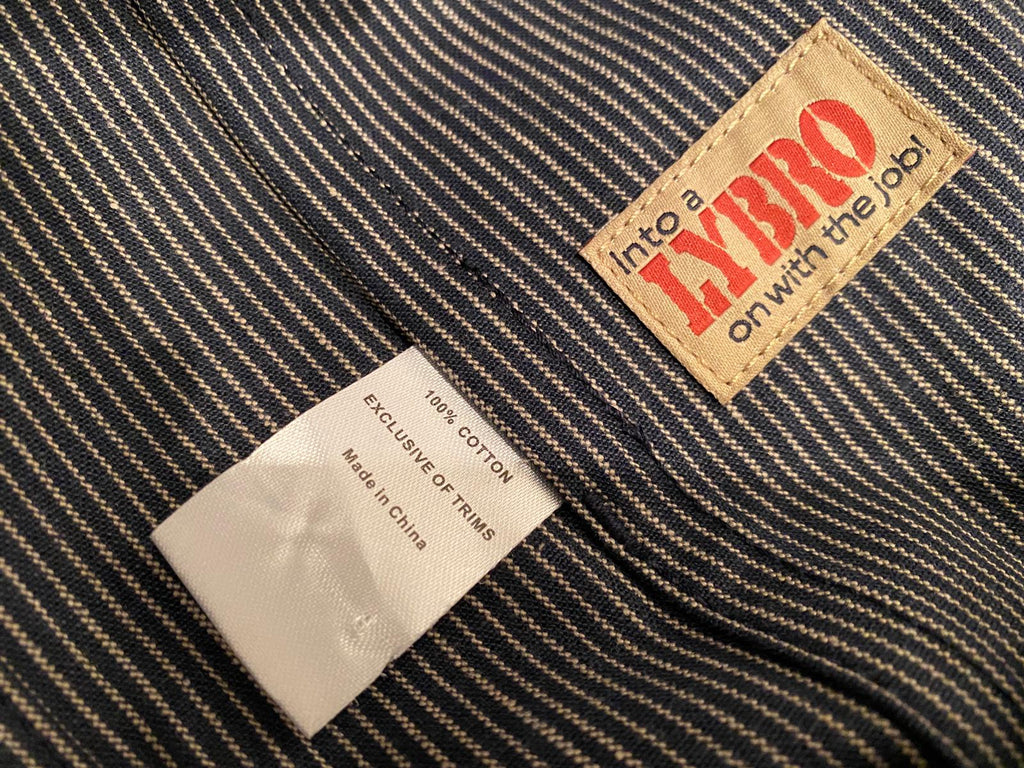 Into a
LYBRO
on with the job!
100% COTTON
EXCLUSIVE OF TRIMS
Made in China